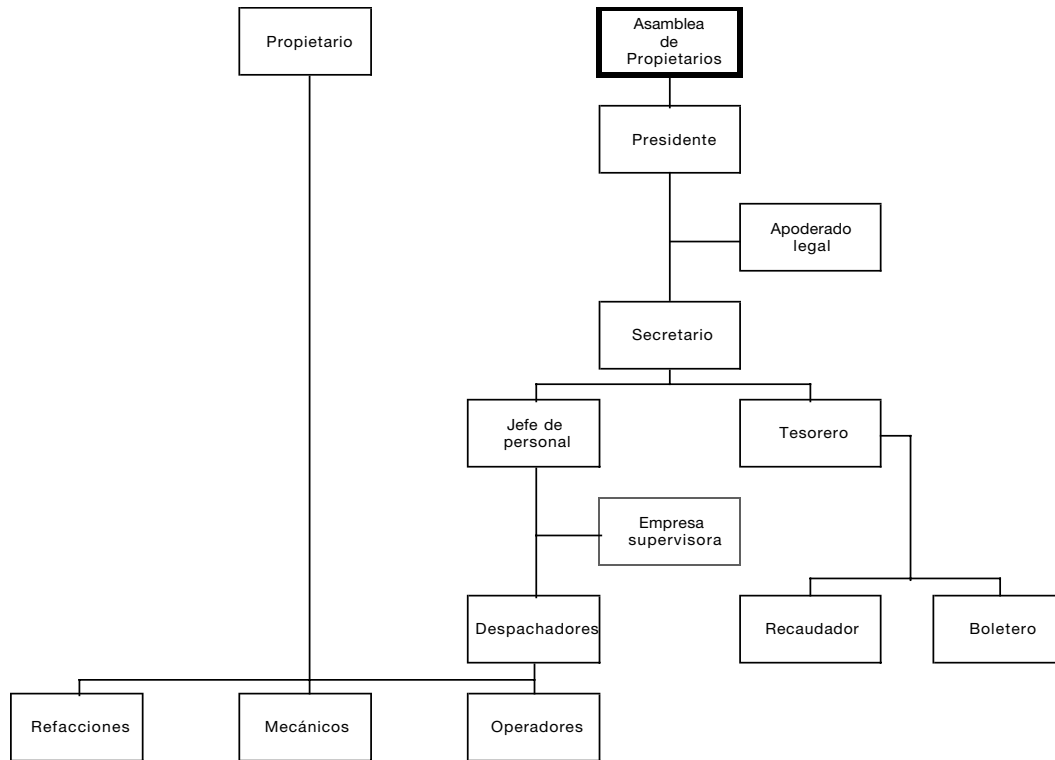 Propietario
Asamblea
de
Propietarios
Presidente
Apoderado
legal
Secretario
Jefe de
personal
Tesorero
Empresa
supervisora
Despachadores
Recaudador
Boletero
Refacciones
Mecánicos
Operadores